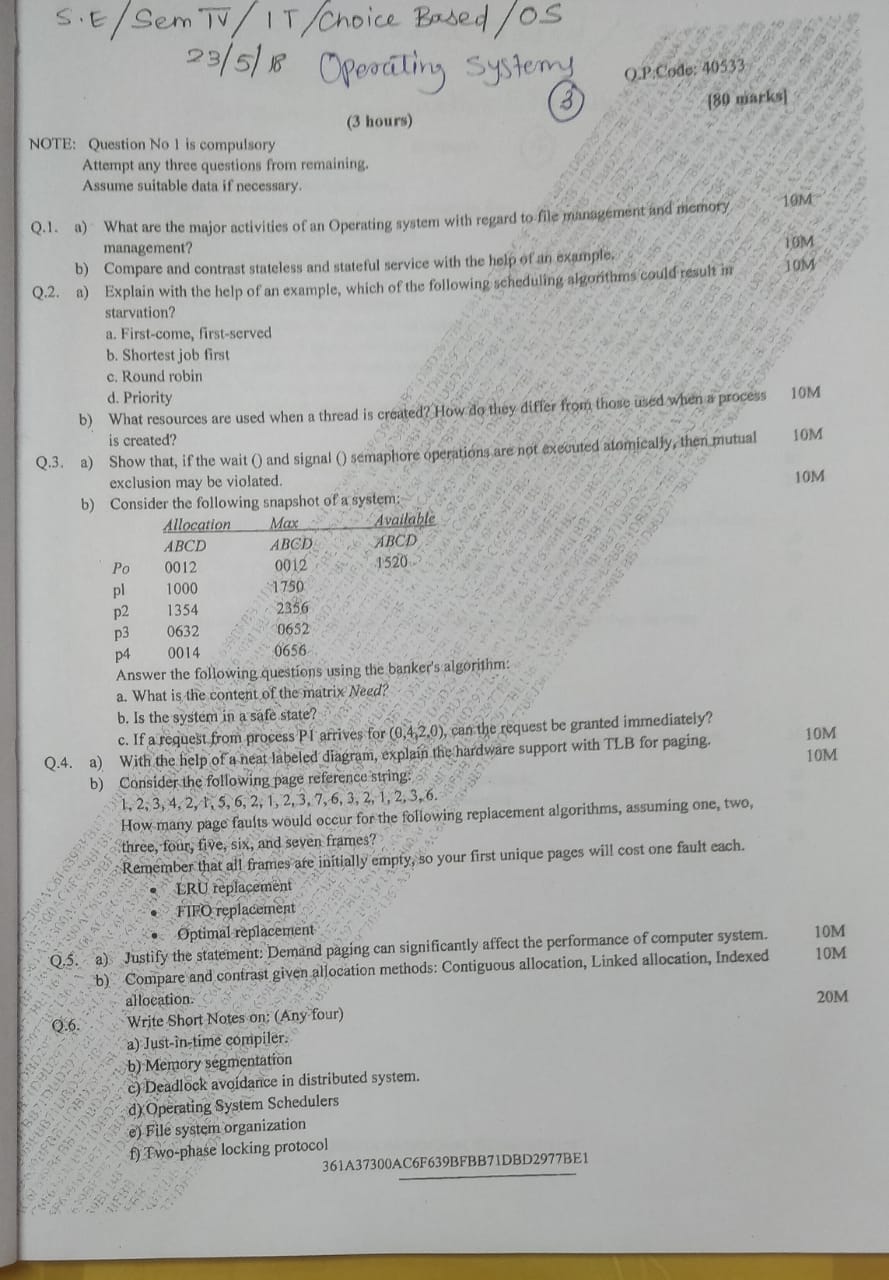 S.E/Sem IV/ IT/Choice Based/OS
23/5/18 Operating Systems
Q.P.Code: 40533
3
[80 marks]
(3 hours)
NOTE: Question No 1 is compulsory
Attempt any three questions from remaining.
Assume suitable data if necessary.
Q.1. a) What are the major activities of an Operating system with regard to file management and memory 10M
management?
b) Compare and contrast stateless and stateful service with the help of an example. 10M
Q.2. a) Explain with the help of an example, which of the following scheduling algorithms could result in 10M
starvation?
a. First-come, first-served
b. Shortest job first
c. Round robin
d. Priority
b) What resources are used when a thread is created? How do they differ from those used when a process 10M
is created?
Q.3. a) Show that, if the wait () and signal () semaphore operations are not executed atomically, then mutual 10M
exclusion may be violated.
b) Consider the following snapshot of a system: 10M
Allocation Max Available
ABCD ABCD ABCD
Po 0012 0012 1520
p1 1000 1750
p2 1354 2356
p3 0632 0652
p4 0014 0656
Answer the following questions using the banker's algorithm:
a. What is the content of the matrix Need?
b. Is the system in a safe state?
c. If a request from process P1 arrives for (0,4,2,0), can the request be granted immediately?
Q.4. a) With the help of a neat labeled diagram, explain the hardware support with TLB for paging. 10M
b) Consider the following page reference string: 10M
1, 2, 3, 4, 2, 1, 5, 6, 2, 1, 2, 3, 7, 6, 3, 2, 1, 2, 3, 6.
How many page faults would occur for the following replacement algorithms, assuming one, two,
three, four, five, six, and seven frames?
Remember that all frames are initially empty, so your first unique pages will cost one fault each.
• LRU replacement
• FIFO replacement
• Optimal replacement
Q.5. a) Justify the statement: Demand paging can significantly affect the performance of computer system. 10M
b) Compare and contrast given allocation methods: Contiguous allocation, Linked allocation, Indexed 10M
allocation.
Q.6. Write Short Notes on: (Any four) 20M
a) Just-in-time compiler.
b) Memory segmentation
c) Deadlock avoidance in distributed system.
d) Operating System Schedulers
e) File system organization
f) Two-phase locking protocol
361A37300AC6F639BFBB71DBD2977BE1